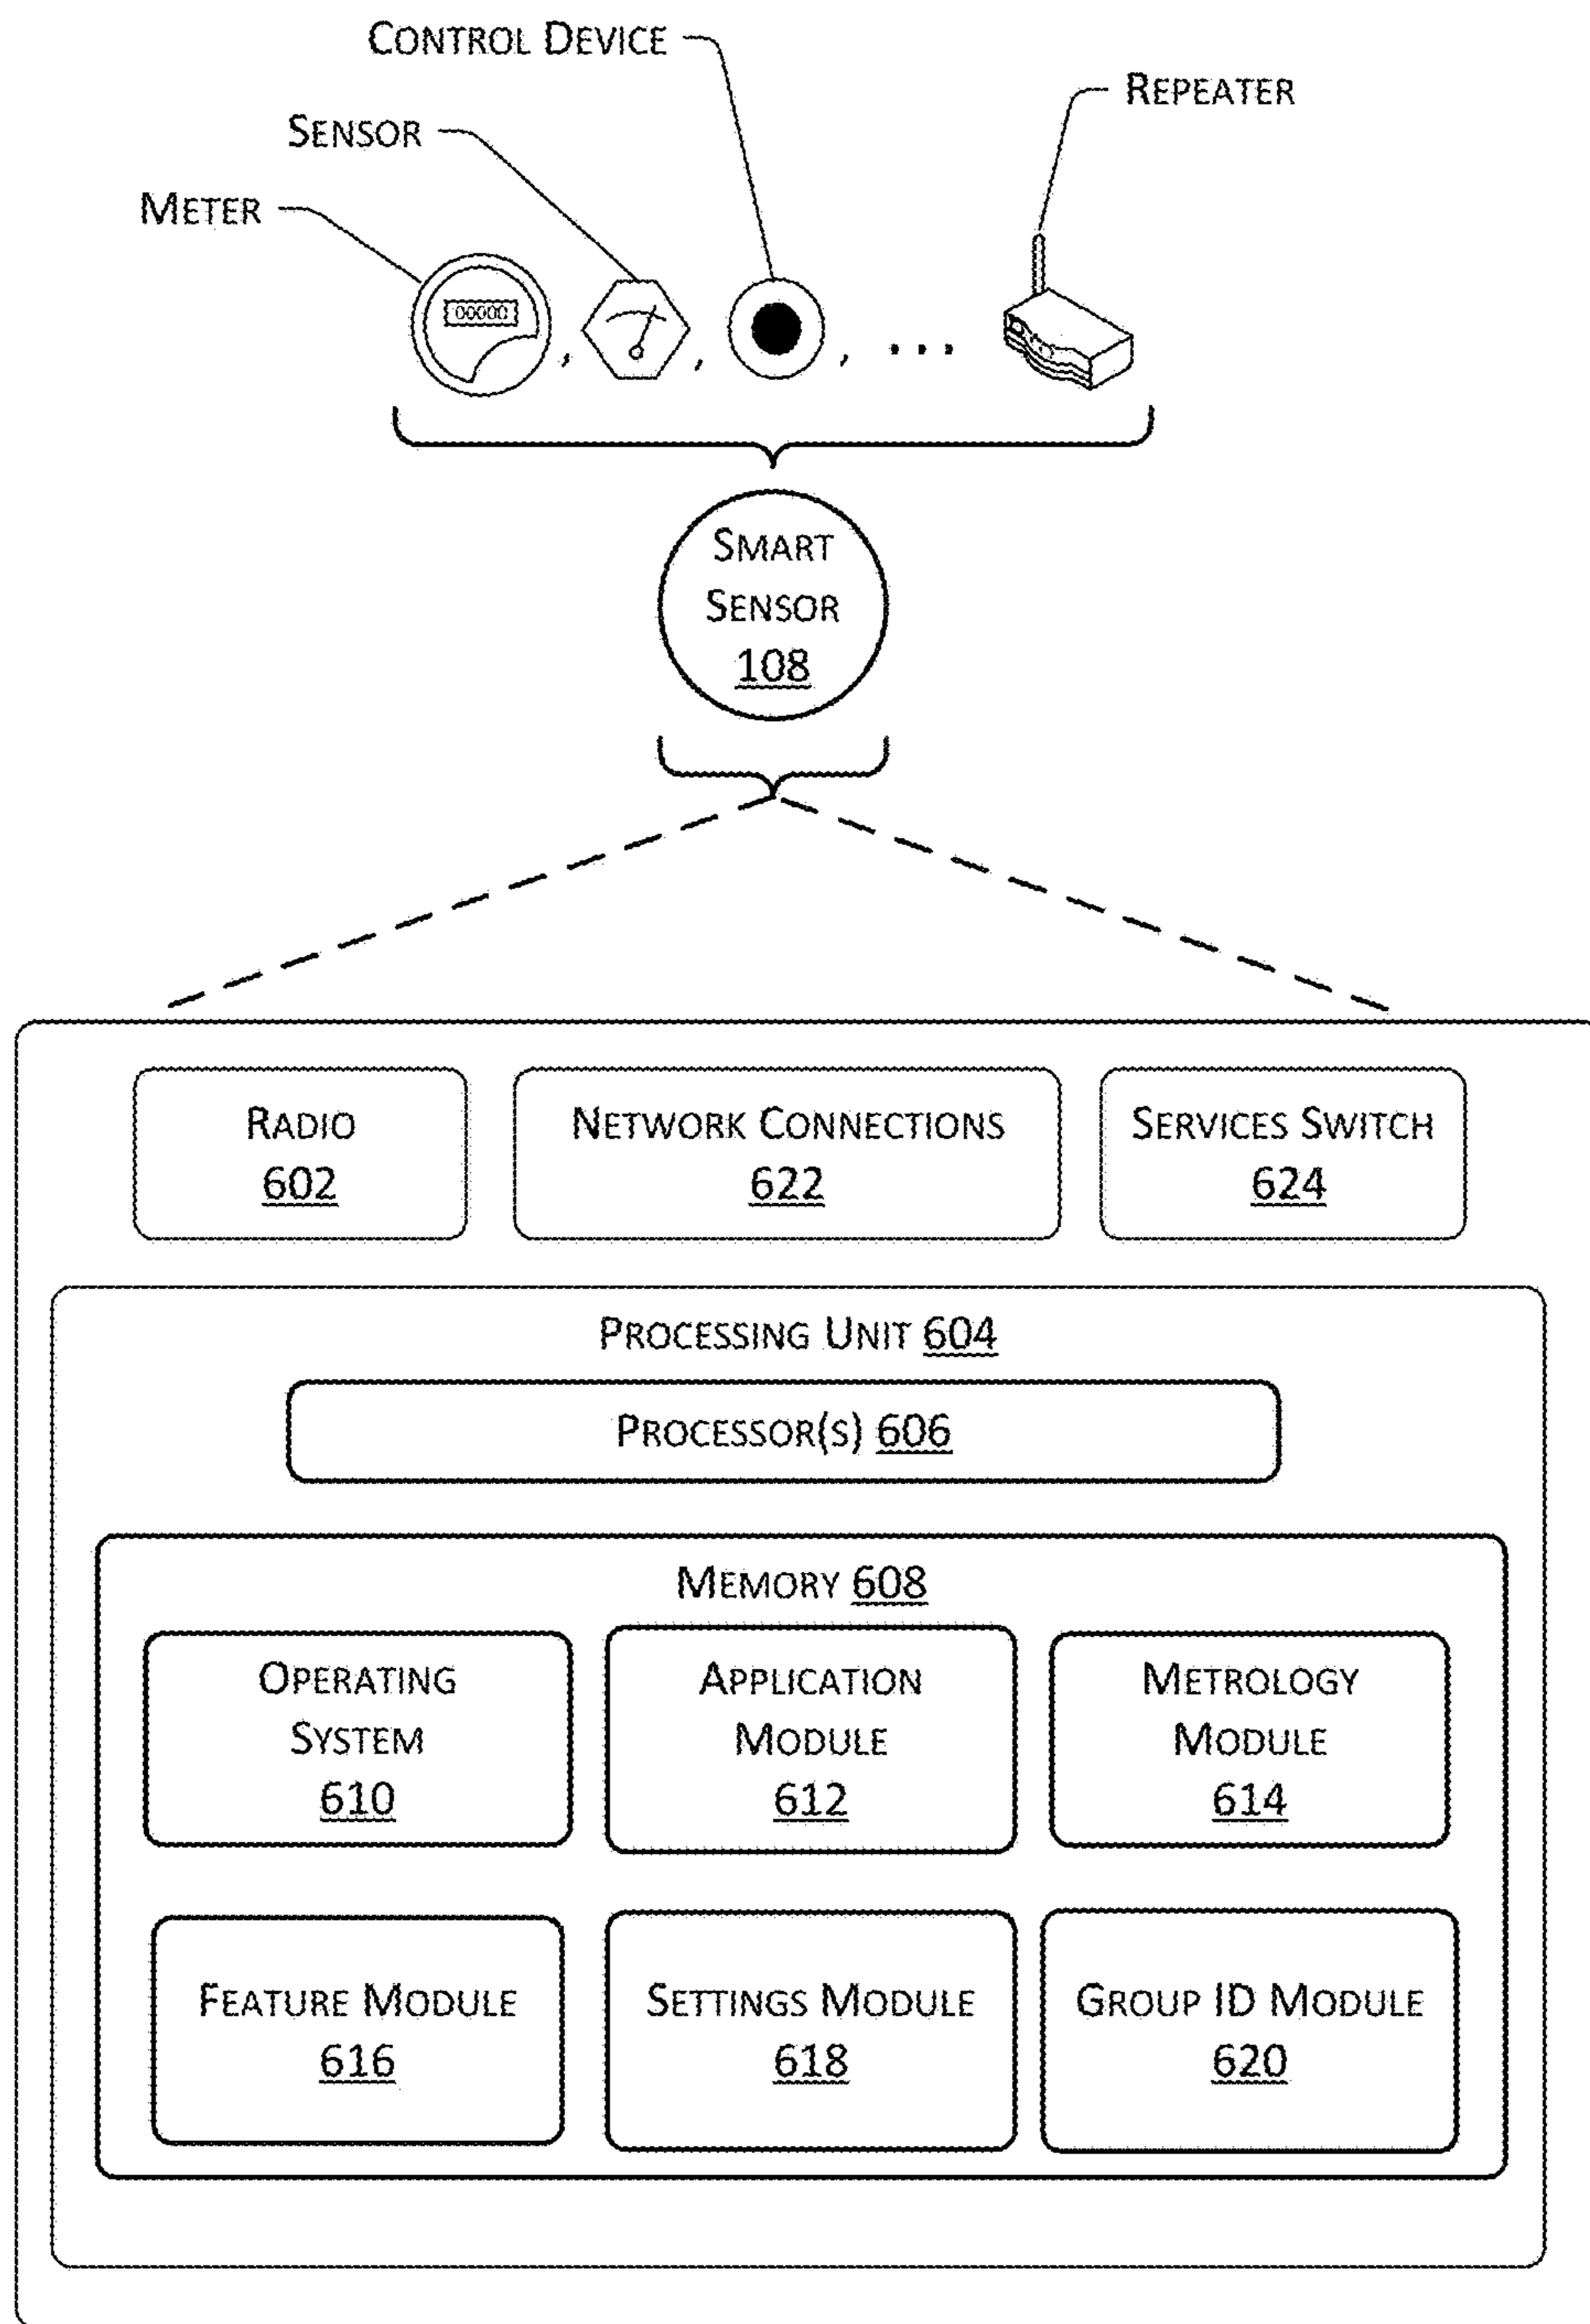 CONTROL DEVICE
REPEATER
SENSOR
METER
00000
, , , ...
SMART
SENSOR
108
RADIO
602
NETWORK CONNECTIONS
622
SERVICES SWITCH
624
PROCESSING UNIT 604
PROCESSOR(S) 606
MEMORY 608
OPERATING
SYSTEM
610
APPLICATION
MODULE
612
METROLOGY
MODULE
614
FEATURE MODULE
616
SETTINGS MODULE
618
GROUP ID MODULE
620